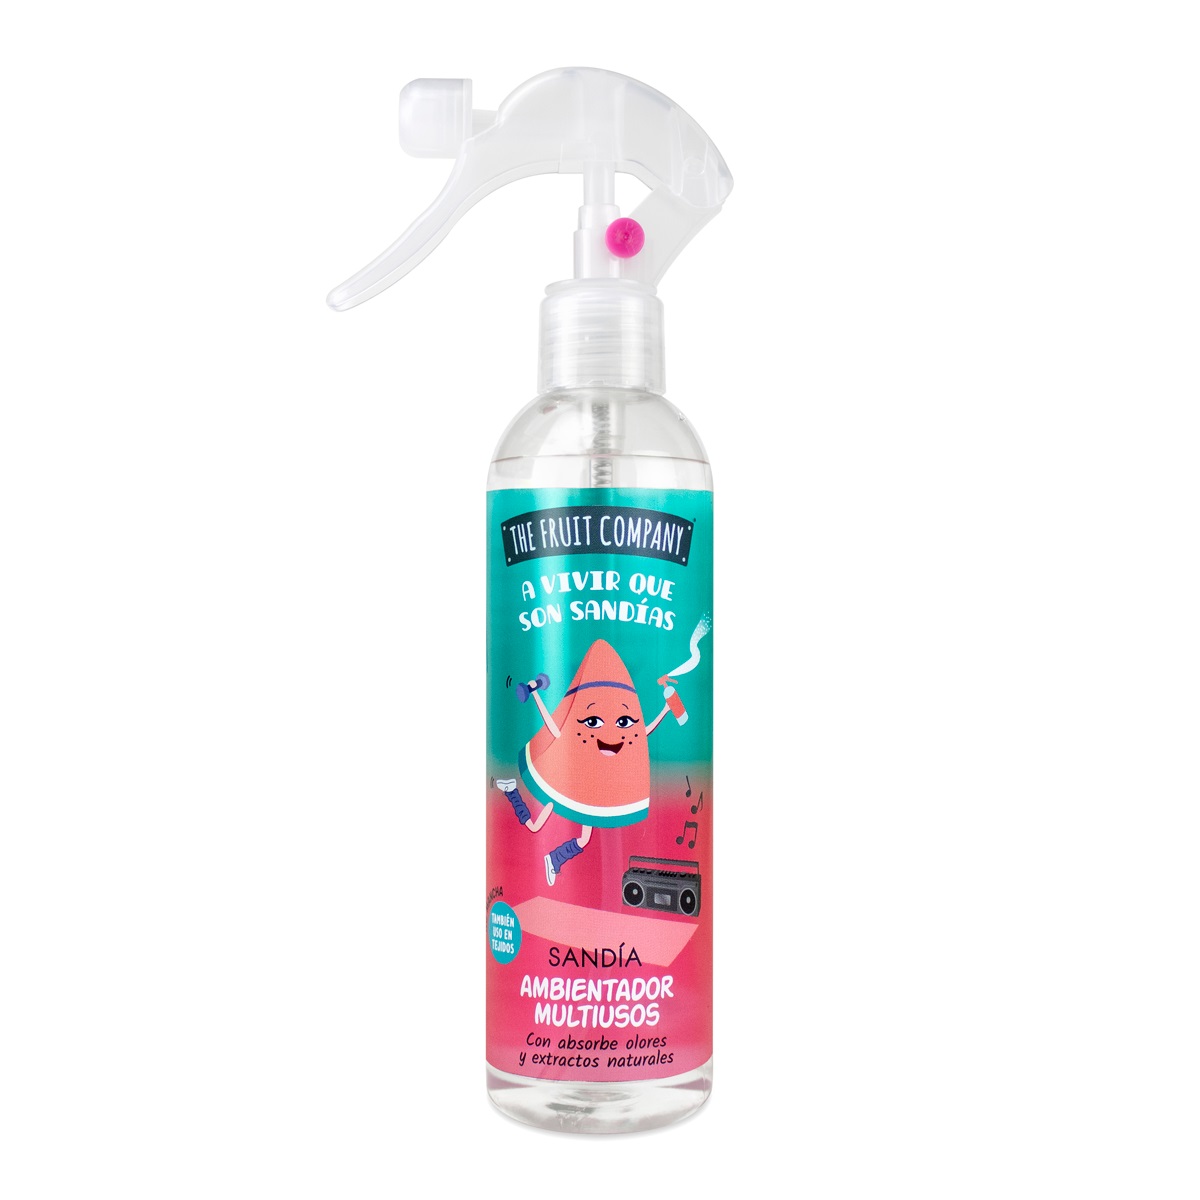 THE FRUIT COMPANY
A VIVIR QUE
SON SANDÍAS
TAMBIÉN
USO EN
TEJIDOS
SANDÍA
AMBIENTADOR
MULTIUSOS
Con absorbe olores
y extractos naturales